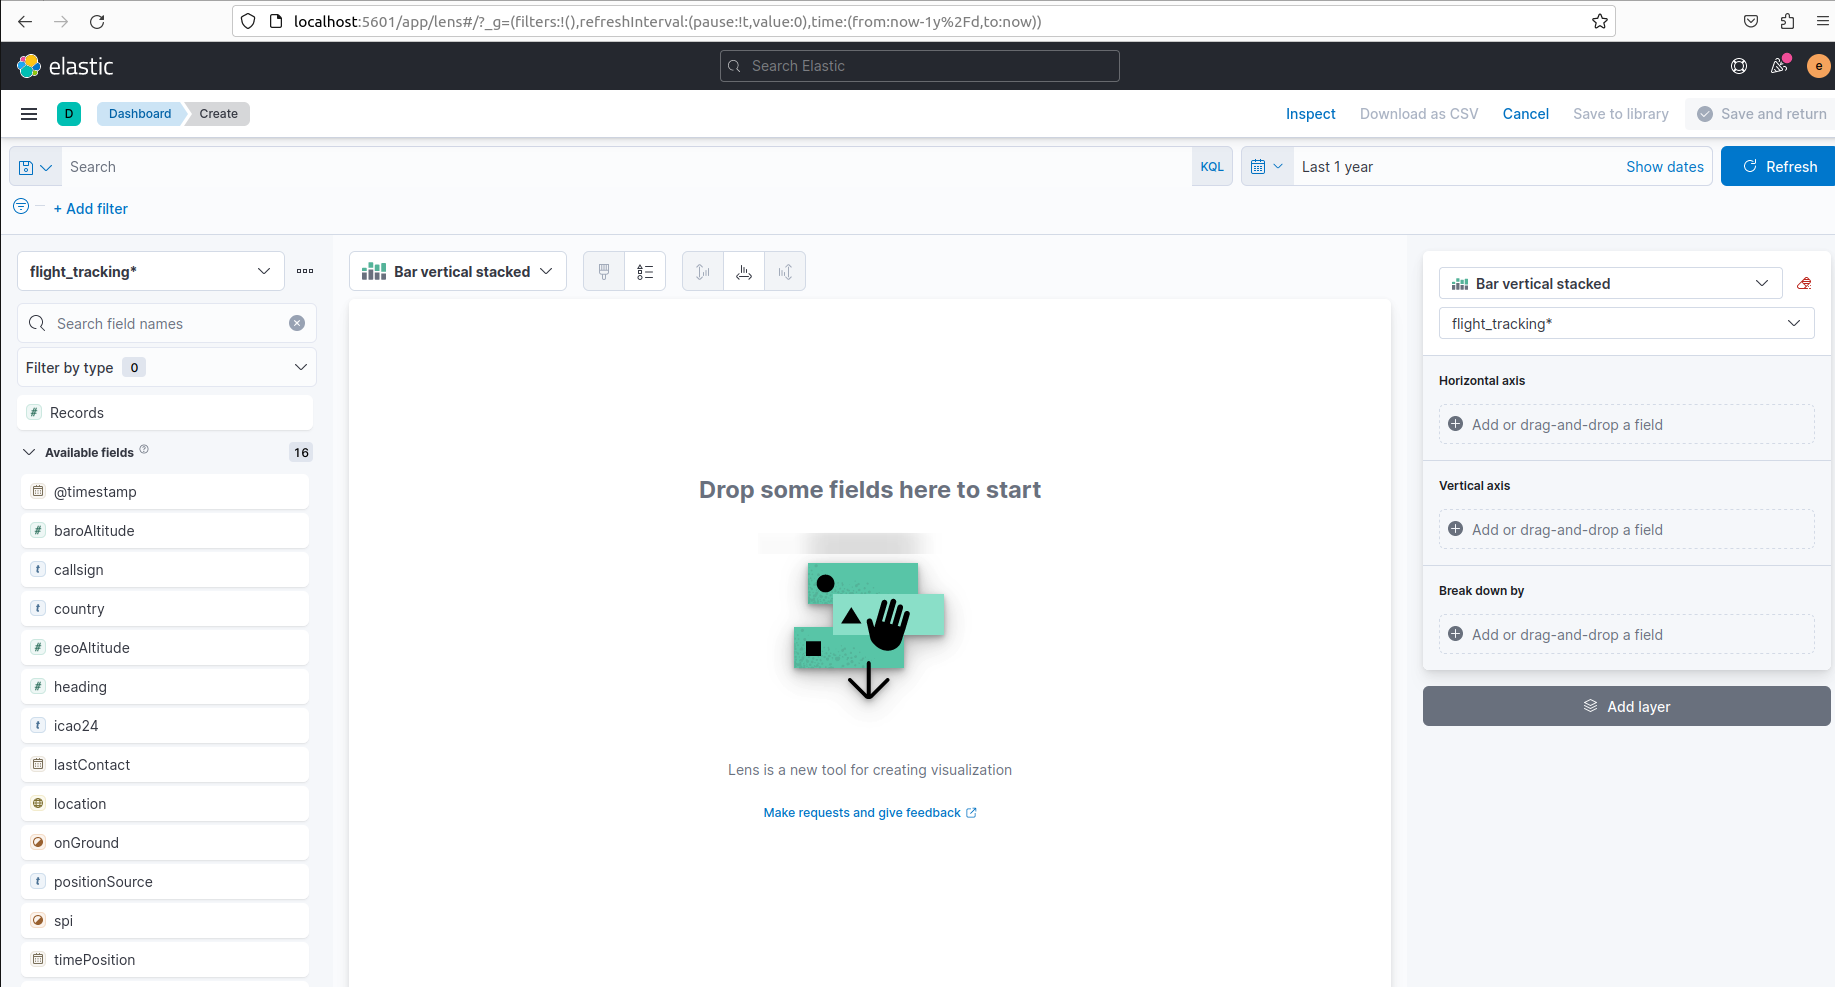 localhost:5601/app/lens#/?_g=(filters:!(),refreshInterval:(pause:!t,value:0),time:(from:now-1y%2Fd,to:now))
elastic
Search Elastic
e
D
Dashboard
Create
Inspect
Download as CSV
Cancel
Save to library
Save and return
Search
KQL
Last 1 year
Show dates
Refresh
+ Add filter
flight_tracking*
Search field names
Filter by type 0
# Records
Available fields
16
@timestamp
# baroAltitude
t callsign
t country
# geoAltitude
# heading
t icao24
lastContact
location
onGround
t positionSource
spi
timePosition
Bar vertical stacked
Drop some fields here to start
Lens is a new tool for creating visualization
Make requests and give feedback
Bar vertical stacked
flight_tracking*
Horizontal axis
Add or drag-and-drop a field
Vertical axis
Add or drag-and-drop a field
Break down by
Add or drag-and-drop a field
Add layer